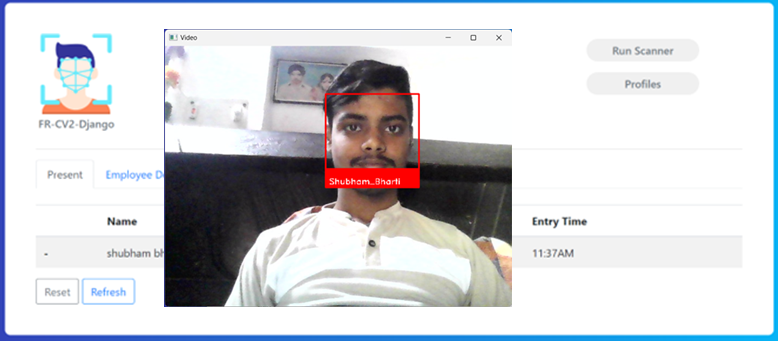 Video
Run Scanner
Profiles
FR-CV2-Django
Present
Employee D
Shubham_Bharti
Name
Entry Time
-
shubham bh
11:37AM
Reset
Refresh